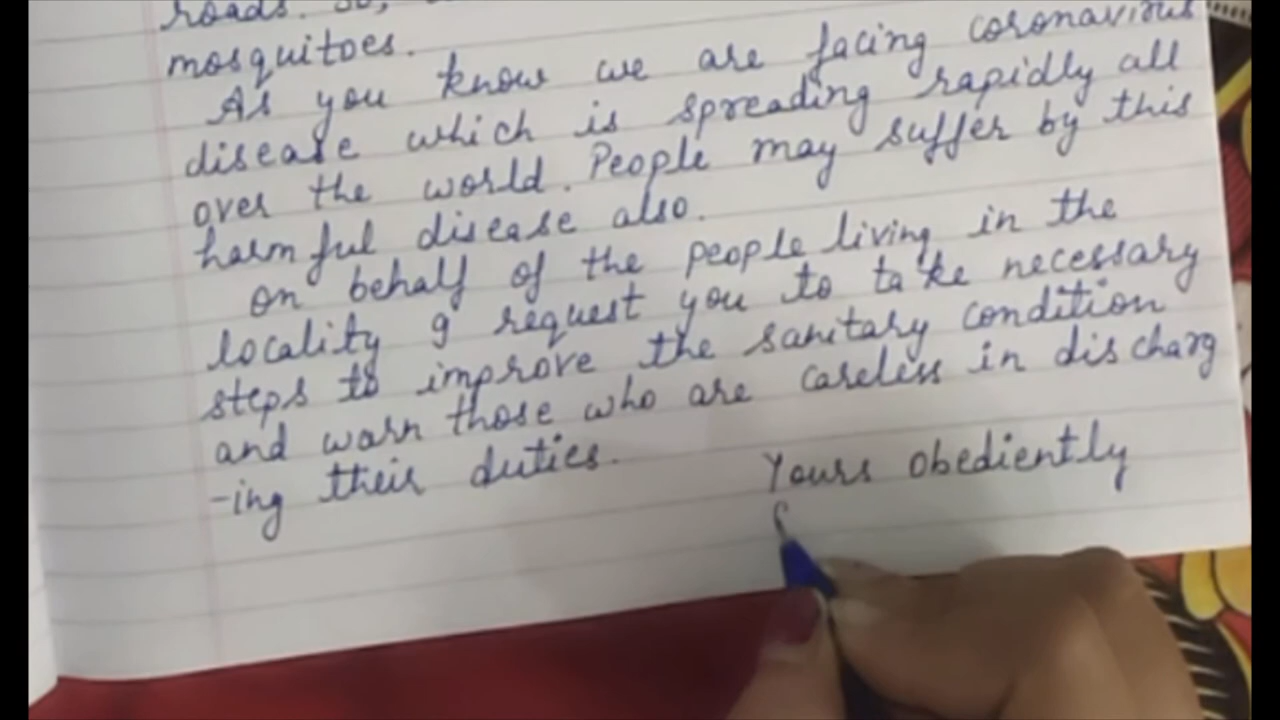 roads. So,
mosquitoes.
As you know we are facing coronavirus
disease which is spreading rapidly all
over the world. People may suffer by this
harmful disease also.
on behalf of the people living in the
locality I request you to take necessary
steps to improve the sanitary condition
and warn those who are careless in discharg
-ing their duties.
Yours obediently